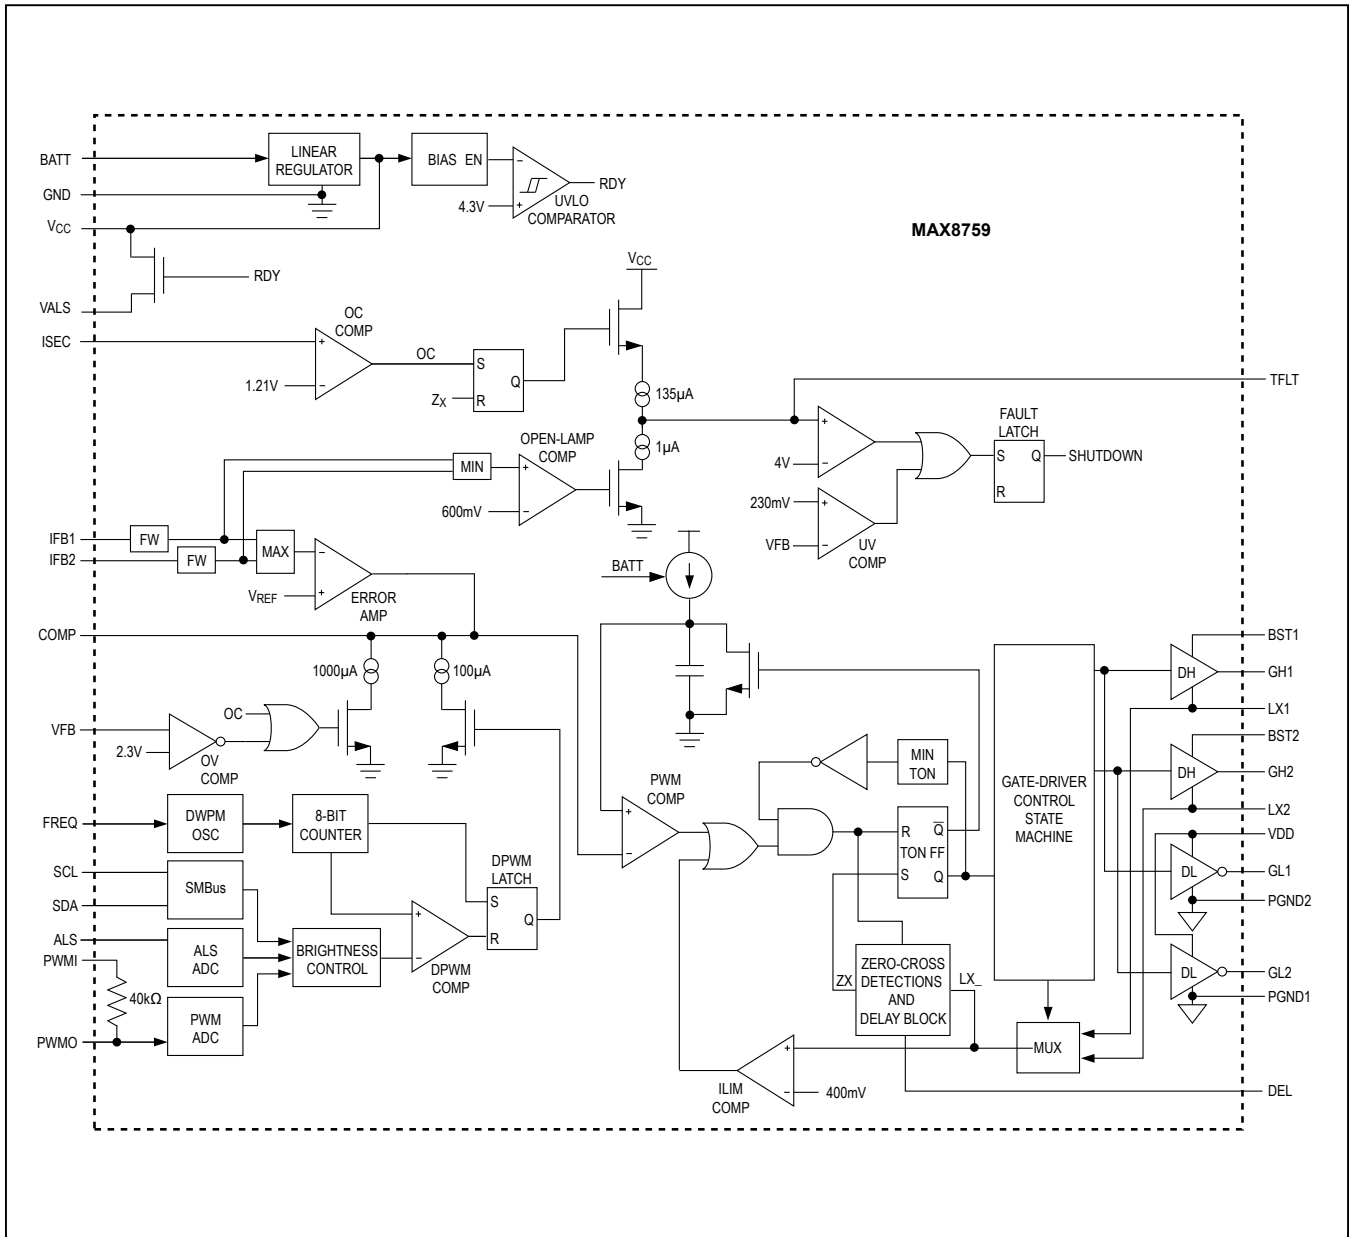 BATT
GND
VCC
VALS
ISEC
LINEAR
REGULATOR
BIAS EN
−
+
4.3V
RDY
UVLO
COMPARATOR
MAX8759
RDY
VCC
OC
COMP
+
−
1.21V
OC
S
Q
R
ZX
135µA
1µA
TFLT
OPEN-LAMP
COMP
MIN
+
−
600mV
+
−
4V
230mV
+
VFB
−
UV
COMP
FAULT
LATCH
S Q
R
SHUTDOWN
IFB1
IFB2
FW
FW
MAX
−
+
VREF
ERROR
AMP
BATT
COMP
1000µA
100µA
VFB
2.3V
OV
COMP
OC
FREQ
SCL
SDA
ALS
PWMI
PWMO
40kΩ
DWPM
OSC
8-BIT
COUNTER
SMBus
ALS
ADC
PWM
ADC
BRIGHTNESS
CONTROL
+
−
DPWM
COMP
DPWM
LATCH
S
Q
R
PWM
COMP
+
−
MIN
TON
R Q
TON FF
S Q
ZX
ZERO-CROSS
DETECTIONS
AND
DELAY BLOCK
LX_
ILIM
COMP
+
−
400mV
GATE-DRIVER
CONTROL
STATE
MACHINE
MUX
DH
DH
DL
DL
BST1
GH1
LX1
BST2
GH2
LX2
VDD
GL1
PGND2
GL2
PGND1
DEL